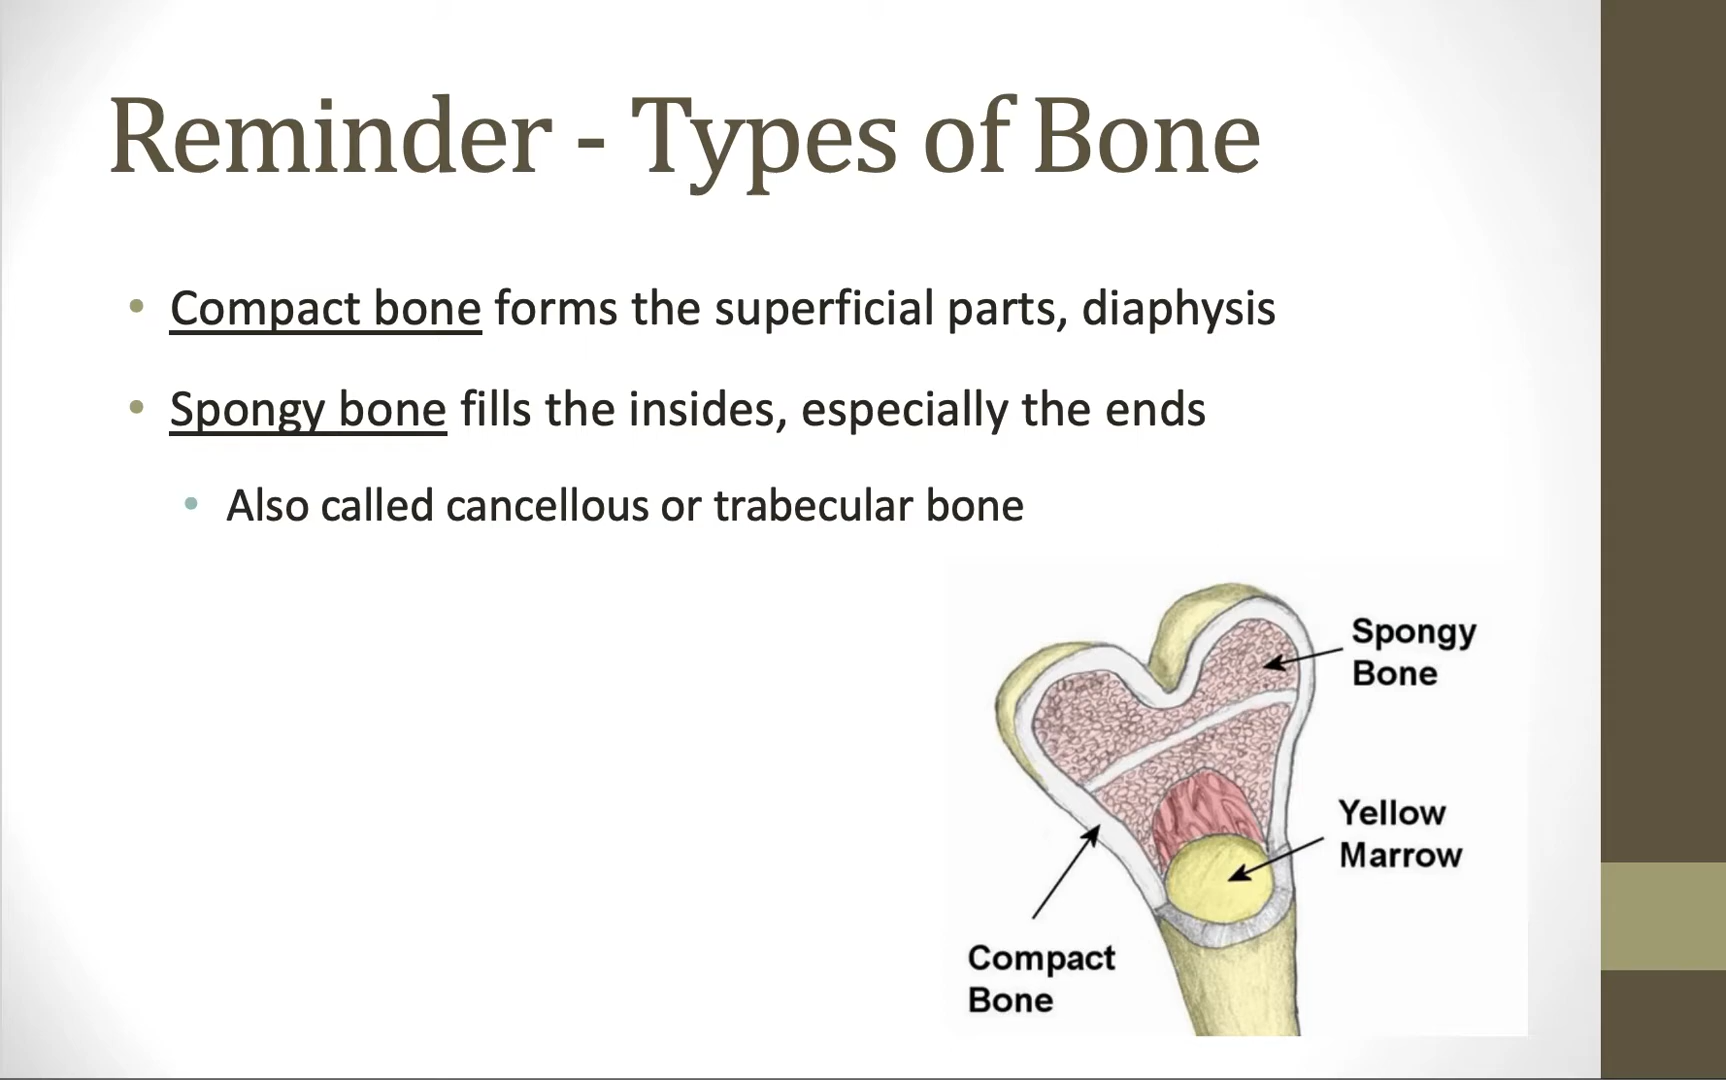 Reminder - Types of Bone
• Compact bone forms the superficial parts, diaphysis
• Spongy bone fills the insides, especially the ends
• Also called cancellous or trabecular bone
Spongy
Bone
Yellow
Marrow
Compact
Bone